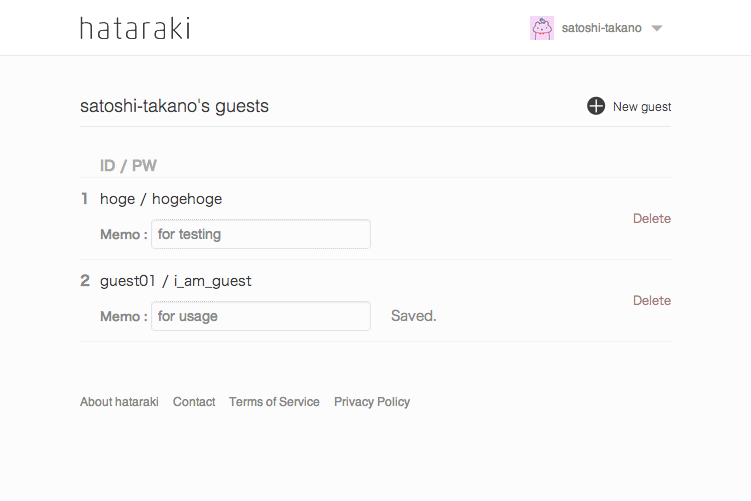 hataraki
satoshi-takano
satoshi-takano's guests
New guest
ID / PW
1 hoge / hogehoge
Delete
Memo : for testing
2 guest01 / i_am_guest
Delete
Memo : for usage Saved.
About hataraki Contact Terms of Service Privacy Policy